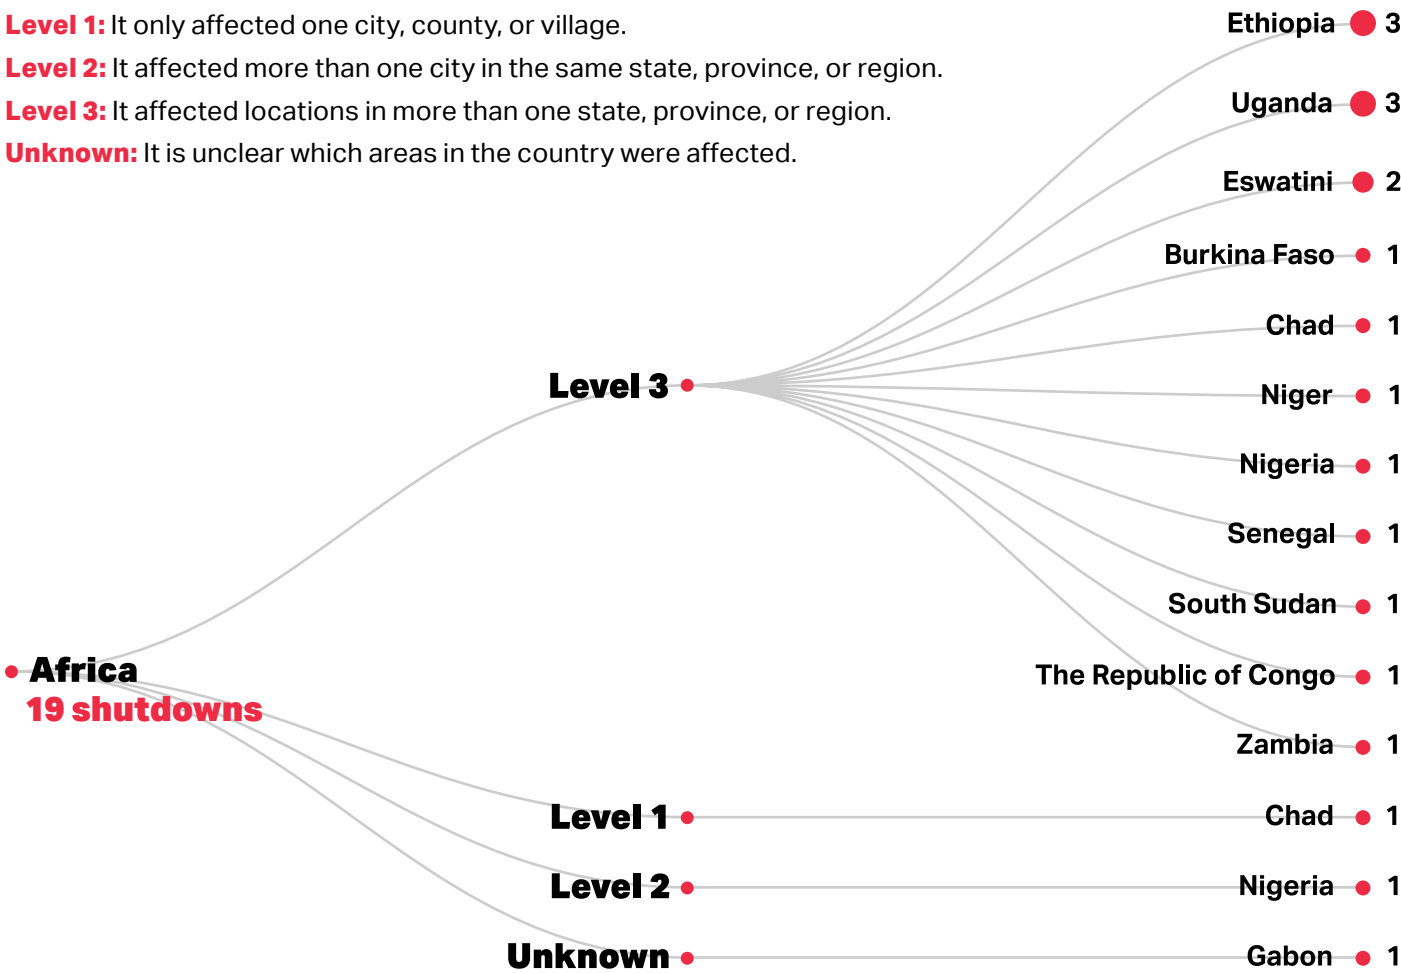 Level 1: It only affected one city, county, or village.
Level 2: It affected more than one city in the same state, province, or region.
Level 3: It affected locations in more than one state, province, or region.
Unknown: It is unclear which areas in the country were affected.
Africa
19 shutdowns
Level 3
Ethiopia 3
Uganda 3
Eswatini 2
Burkina Faso 1
Chad 1
Niger 1
Nigeria 1
Senegal 1
South Sudan 1
The Republic of Congo 1
Zambia 1
Level 1
Chad 1
Level 2
Nigeria 1
Unknown
Gabon 1